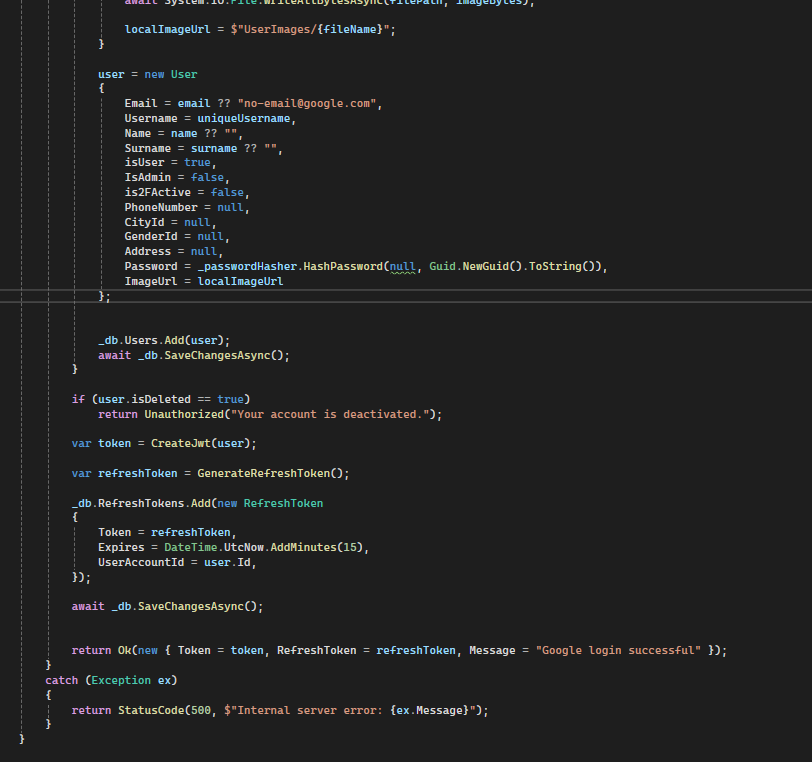 await System.IO.File.WriteAllBytesAsync(filePath, imageBytes);
localImageUrl = $"UserImages/{fileName}";
}
user = new User
{
Email = email ?? "no-email@google.com",
Username = uniqueUsername,
Name = name ?? "",
Surname = surname ?? "",
isUser = true,
IsAdmin = false,
is2FActive = false,
PhoneNumber = null,
CityId = null,
GenderId = null,
Address = null,
Password = _passwordHasher.HashPassword(null, Guid.NewGuid().ToString()),
ImageUrl = localImageUrl
};
_db.Users.Add(user);
await _db.SaveChangesAsync();
}
if (user.isDeleted == true)
return Unauthorized("Your account is deactivated.");
var token = CreateJwt(user);
var refreshToken = GenerateRefreshToken();
_db.RefreshTokens.Add(new RefreshToken
{
Token = refreshToken,
Expires = DateTime.UtcNow.AddMinutes(15),
UserAccountId = user.Id,
});
await _db.SaveChangesAsync();
return Ok(new { Token = token, RefreshToken = refreshToken, Message = "Google login successful" });
}
catch (Exception ex)
{
return StatusCode(500, $"Internal server error: {ex.Message}");
}
}